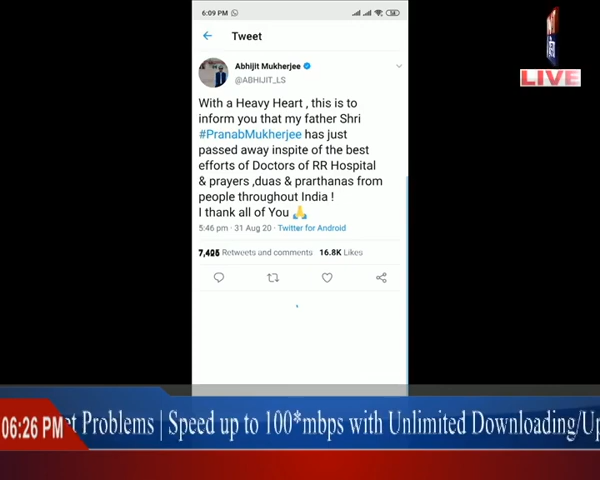 6:09 PM
Tweet
Abhijit Mukherjee
@ABHIJIT_LS
With a Heavy Heart , this is to
inform you that my father Shri
#PranabMukherjee has just
passed away inspite of the best
efforts of Doctors of RR Hospital
& prayers ,duas & prarthanas from
people throughout India !
I thank all of You 🙏
5:46 pm · 31 Aug 20 · Twitter for Android
Retweets and comments 16.8K Likes
LIVE
06:26 PM
Problems | Speed up to 100*mbps with Unlimited Downloading/Up